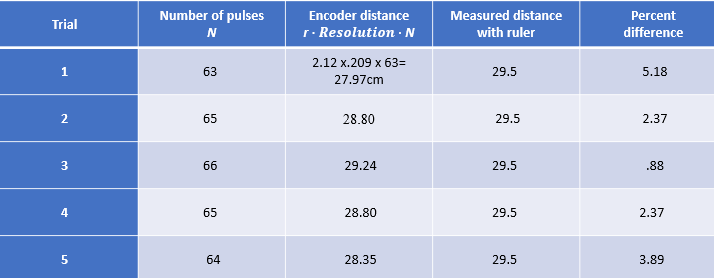 Trial Number of pulses Encoder distance Measured distance Percent
N r · Resolution · N with ruler difference
1 63 2.12 x.209 x 63= 29.5 5.18
27.97cm
2 65 28.80 29.5 2.37
3 66 29.24 29.5 .88
4 65 28.80 29.5 2.37
5 64 28.35 29.5 3.89